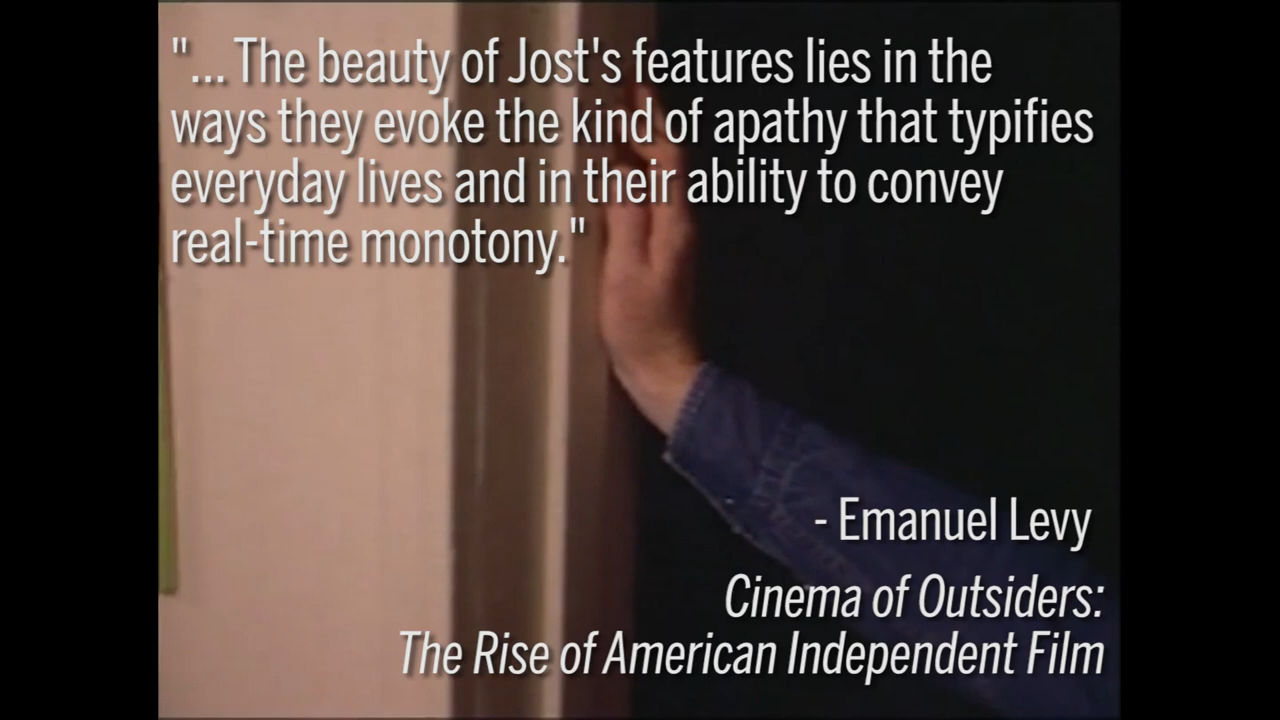 "... The beauty of Jost's features lies in the
ways they evoke the kind of apathy that typifies
everyday lives and in their ability to convey
real-time monotony."
- Emanuel Levy
Cinema of Outsiders:
The Rise of American Independent Film